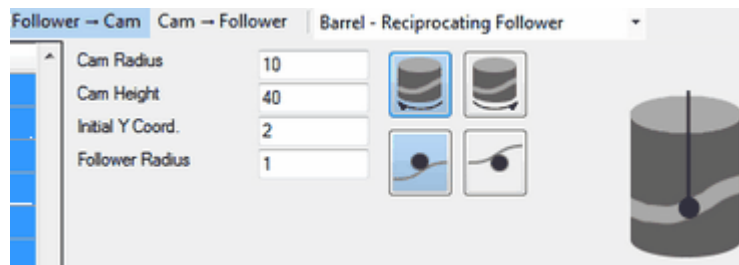 Follower → Cam Cam → Follower Barrel - Reciprocating Follower
Cam Radius 10
Cam Height 40
Initial Y Coord. 2
Follower Radius 1